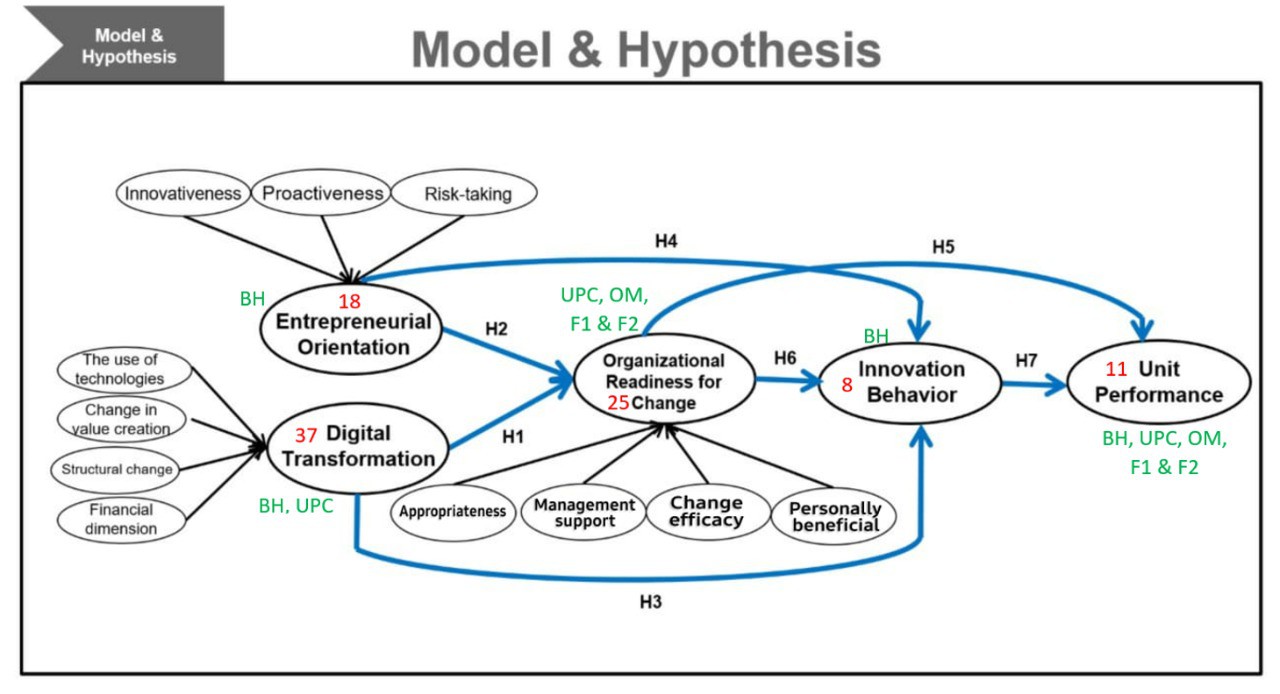 Model &
Hypothesis
Model & Hypothesis
Innovativeness
Proactiveness
Risk-taking
H4
H5
BH
18
Entrepreneurial
Orientation
H2
UPC, OM,
F1 & F2
Organizational
Readiness for
25 Change
H6
BH
Innovation
8 Behavior
H7
11 Unit
Performance
BH, UPC, OM,
F1 & F2
The use of
technologies
Change in
value creation
Structural change
Financial
dimension
37 Digital
Transformation
BH, UPC
H1
Appropriateness
Management
support
Change
efficacy
Personally
beneficial
H3